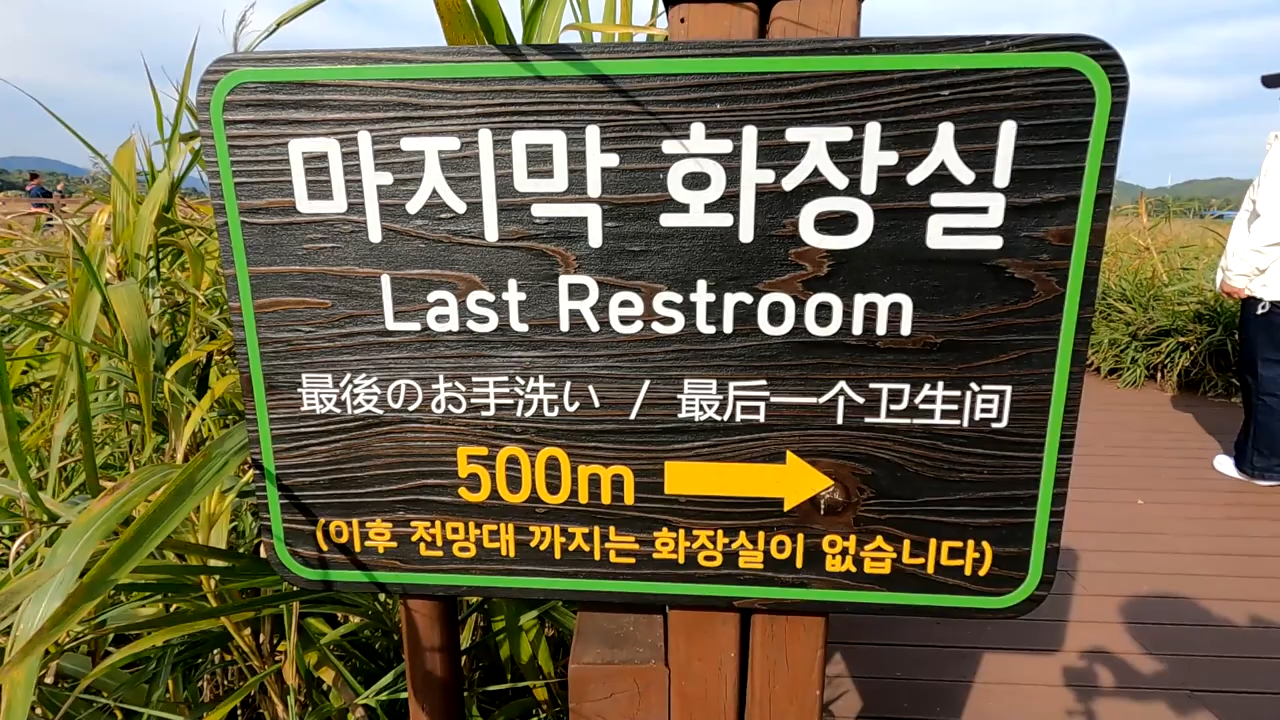 마지막 화장실
Last Restroom
最後のお手洗い / 最后一个卫生间
500m
(이후 전망대 까지는 화장실이 없습니다)